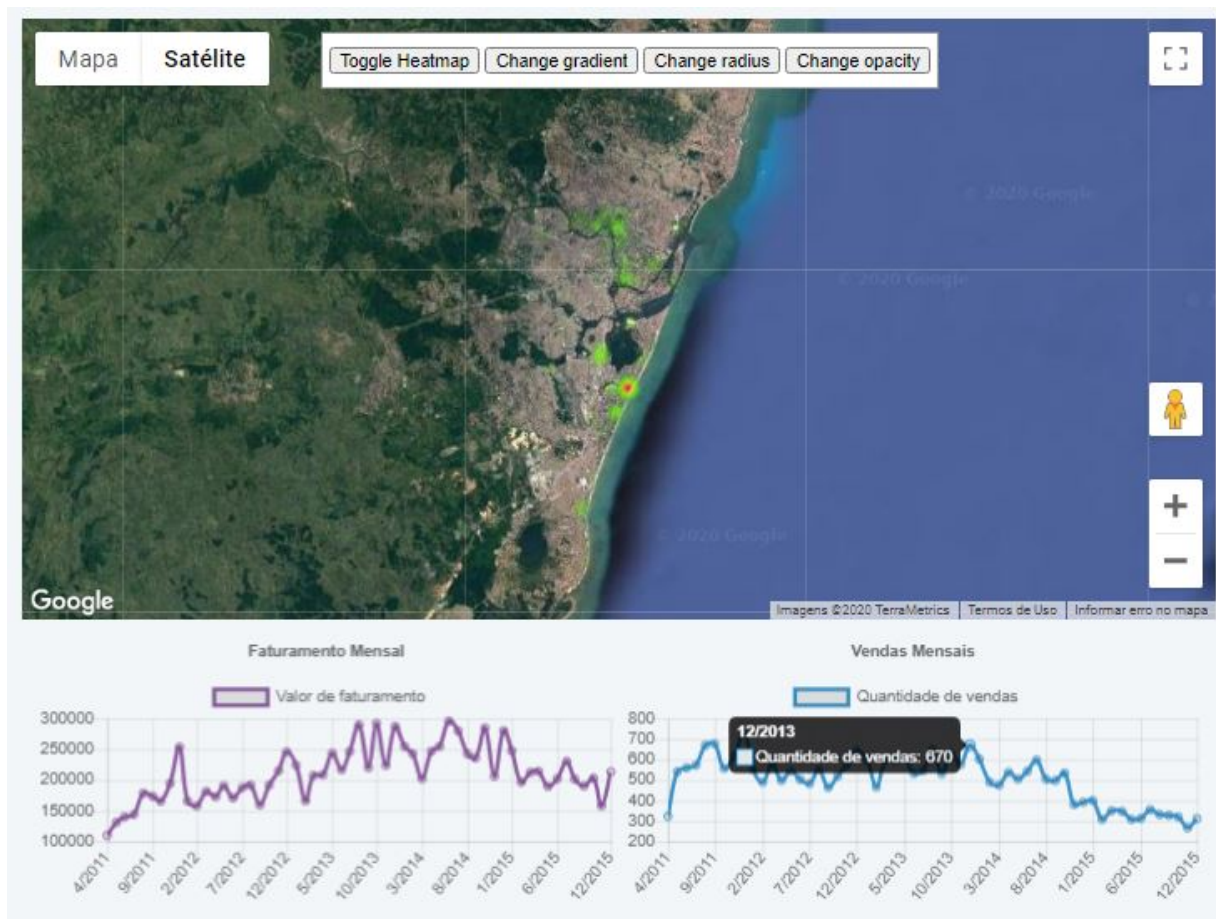 Mapa Satélite Toggle Heatmap Change gradient Change radius Change opacity
© 2020 Google
© 2020 Google
© 2020 Google
Google Imagens ©2020 TerraMetrics Termos de Uso Informar erro no mapa
Faturamento Mensal Vendas Mensais
Valor de faturamento Quantidade de vendas
300000 800
250000 700
200000 600
150000 500
100000 400
300
200
12/2013
Quantidade de vendas: 670
4/2011 9/2011 2/2012 7/2012 12/2012 5/2013 10/2013 3/2014 8/2014 1/2015 6/2015 12/2015
4/2011 9/2011 2/2012 7/2012 12/2012 5/2013 10/2013 3/2014 8/2014 1/2015 6/2015 12/2015